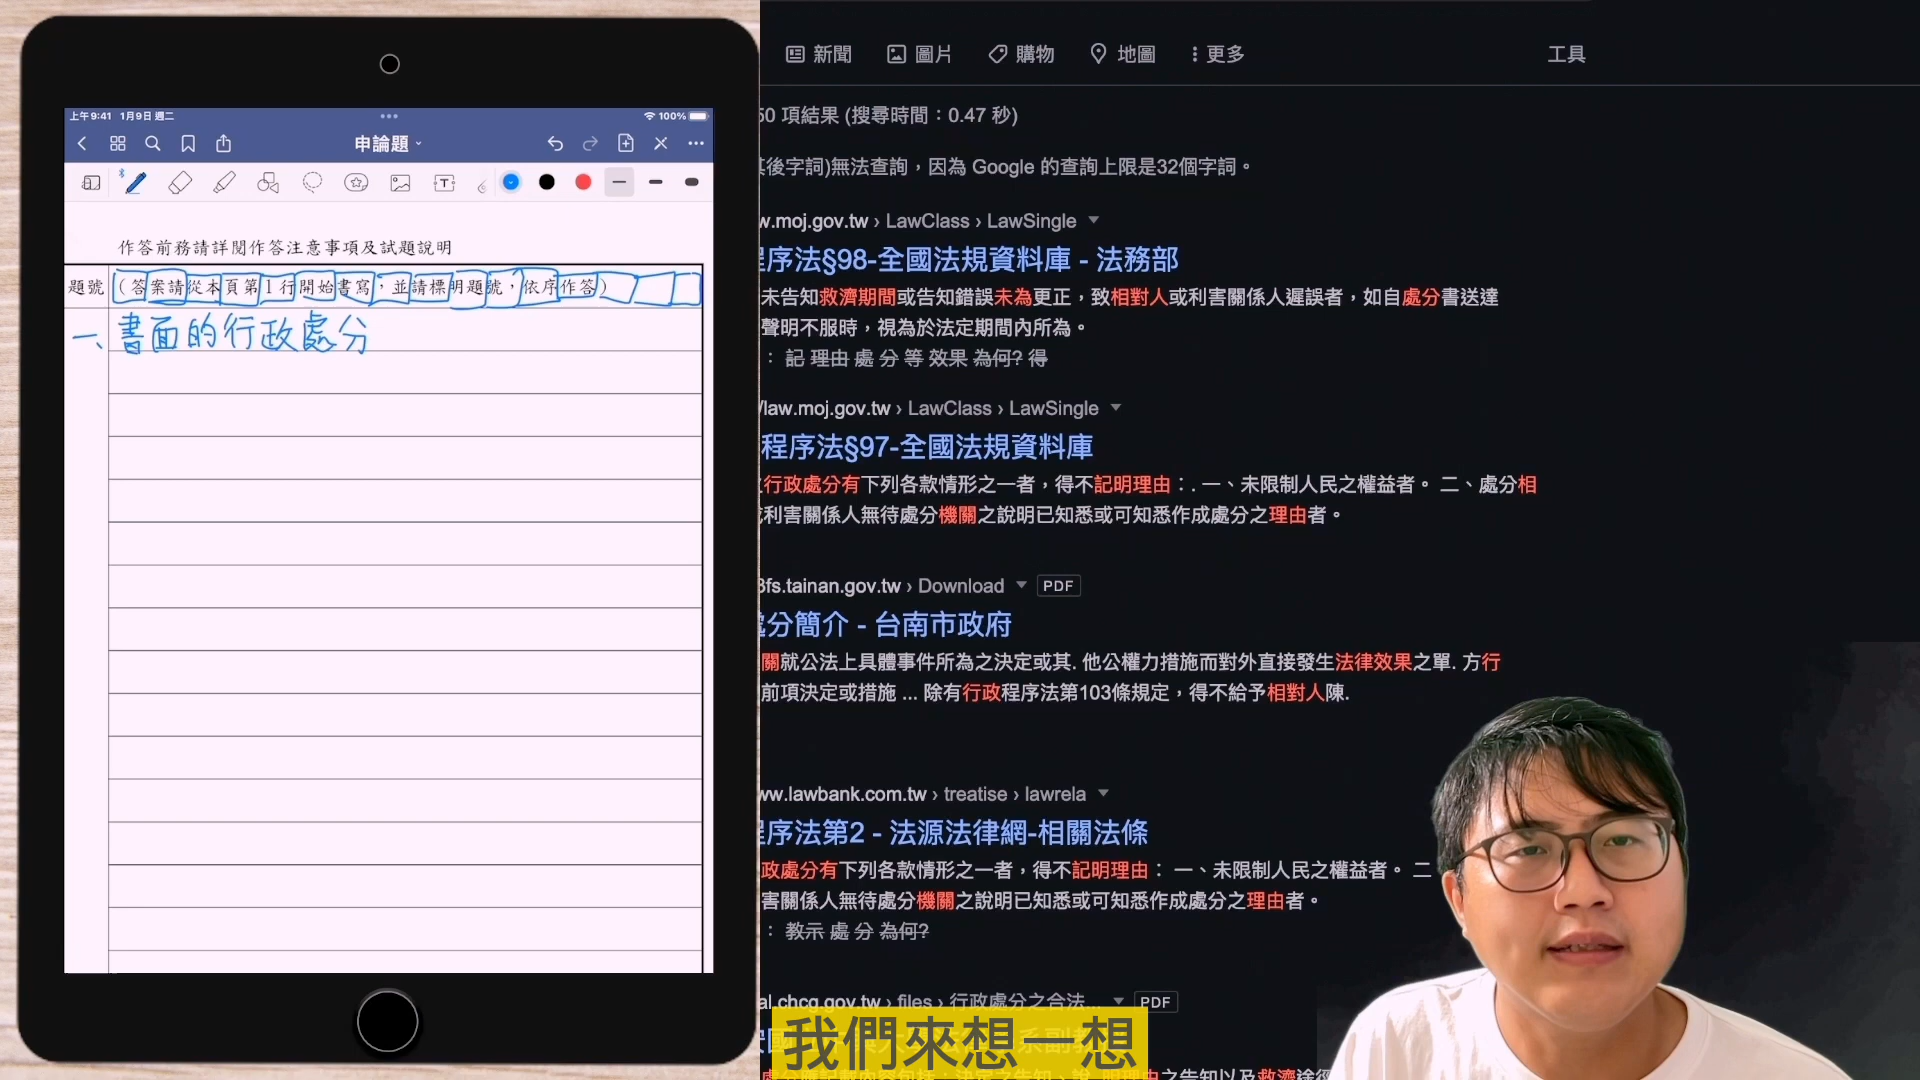 上午9:41 1月9日 週二
100%
申論題
作答前務請詳閱作答注意事項及試題說明
題號
(答案請從本頁第1行開始書寫，並請標明題號，依序作答)
一、書面的行政處分
新聞
圖片
購物
地圖
更多
工具
50 項結果 (搜尋時間：0.47 秒)
後字詞)無法查詢，因為 Google 的查詢上限是32個字詞。
w.moj.gov.tw › LawClass › LawSingle
程序法§98-全國法規資料庫 - 法務部
未告知救濟期間或告知錯誤未為更正，致相對人或利害關係人遲誤者，如自處分書送達
聲明不服時，視為於法定期間內所為。
： 記 理由 處 分 等 效果 為何? 得
/law.moj.gov.tw › LawClass › LawSingle
程序法§97-全國法規資料庫
行政處分有下列各款情形之一者，得不記明理由：. 一、未限制人民之權益者。 二、處分相
利害關係人無待處分機關之說明已知悉或可知悉作成處分之理由者。
fs.tainan.gov.tw › Download
PDF
處分簡介 - 台南市政府
關就公法上具體事件所為之決定或其. 他公權力措施而對外直接發生法律效果之單. 方行
前項決定或措施 ... 除有行政程序法第103條規定，得不給予相對人陳.
ww.lawbank.com.tw › treatise › lawrela
程序法第2 - 法源法律網-相關法條
政處分有下列各款情形之一者，得不記明理由： 一、未限制人民之權益者。 二
害關係人無待處分機關之說明已知悉或可知悉作成處分之理由者。
： 教示 處 分 為何?
al.chcg.gov.tw › files › 行政處分之合法...
PDF
我們來想一想